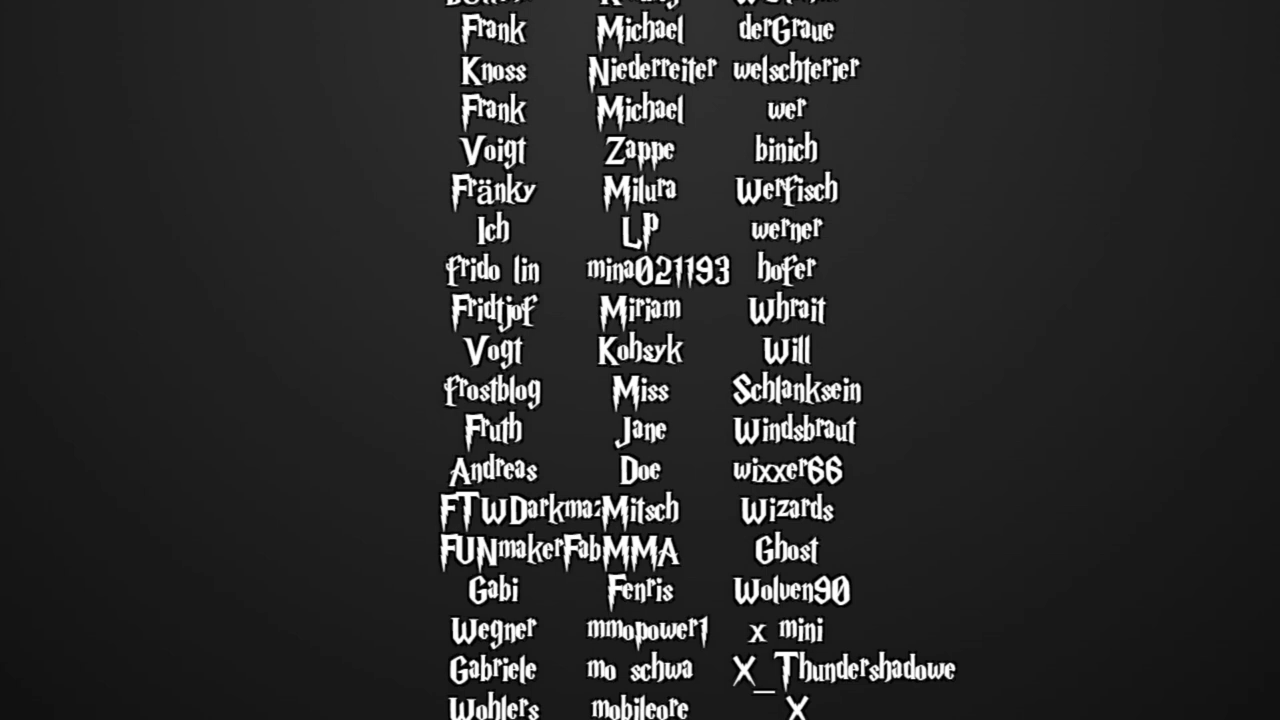 Frank Michael derGraue
Knoss Niederreiter welschterier
Frank Michael wer
Voigt Zappe binich
Fränky Milura Werfisch
Ich LP werner
frido lin mina021193 hofer
Fridtjof Miriam Whrait
Vogt Kohsyk Will
frostblog Miss Schlanksein
Fruth Jane Windsbraut
Andreas Doe wixxer66
FTWDarkmaz Mitsch Wizards
FUNmakerFab MMA Ghost
Gabi Fenris Wolven90
Wegner mmopower1 x mini
Gabriele mo schwa X_Thundershadowe
Wohlers mobileore X